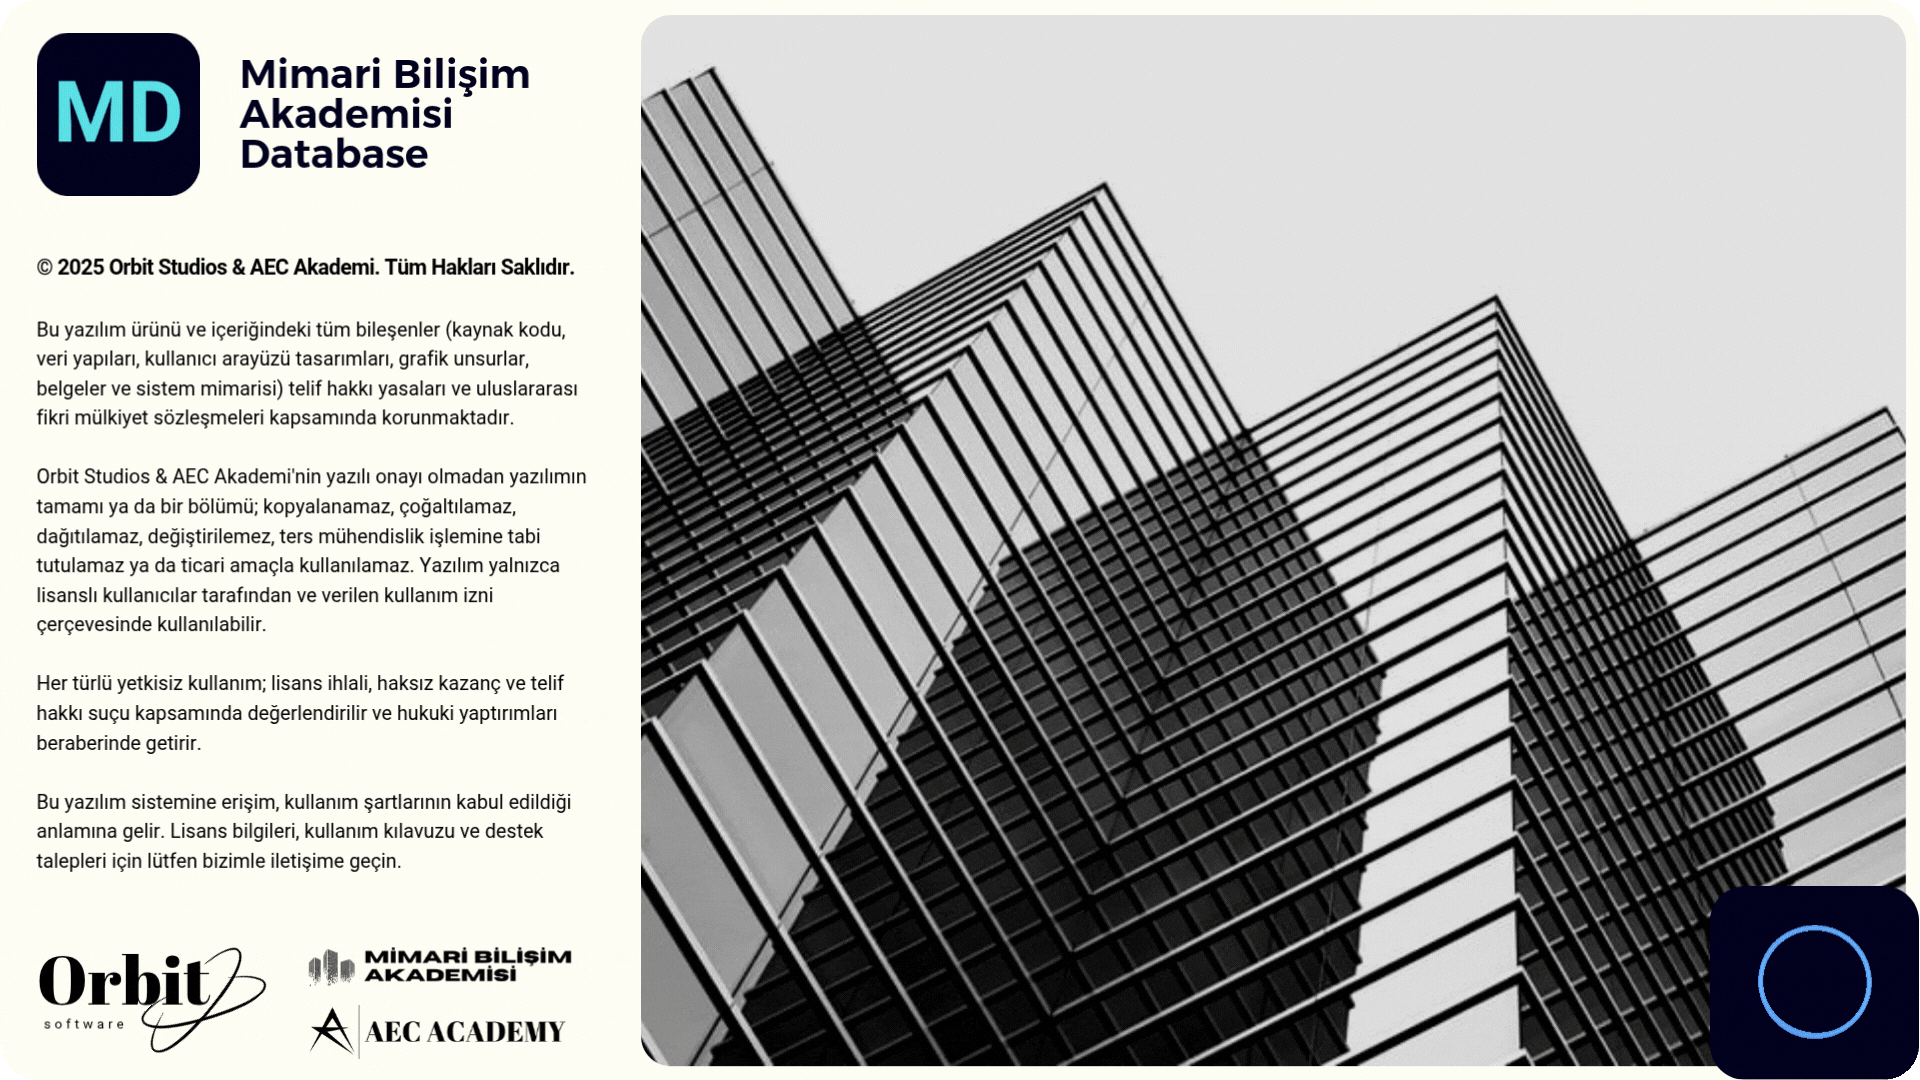 MD
Mimari Bilişim
Akademisi
Database
© 2025 Orbit Studios & AEC Akademi. Tüm Hakları Saklıdır.
Bu yazılım ürünü ve içeriğindeki tüm bileşenler (kaynak kodu,
veri yapıları, kullanıcı arayüzü tasarımları, grafik unsurlar,
belgeler ve sistem mimarisi) telif hakkı yasaları ve uluslararası
fikri mülkiyet sözleşmeleri kapsamında korunmaktadır.
Orbit Studios & AEC Akademi'nin yazılı onayı olmadan yazılımın
tamamı ya da bir bölümü; kopyalanamaz, çoğaltılamaz,
dağıtılamaz, değiştirilemez, ters mühendislik işlemine tabi
tutulamaz ya da ticari amaçla kullanılamaz. Yazılım yalnızca
lisanslı kullanıcılar tarafından ve verilen kullanım izni
çerçevesinde kullanılabilir.
Her türlü yetkisiz kullanım; lisans ihlali, haksız kazanç ve telif
hakkı suçu kapsamında değerlendirilir ve hukuki yaptırımları
beraberinde getirir.
Bu yazılım sistemine erişim, kullanım şartlarının kabul edildiği
anlamına gelir. Lisans bilgileri, kullanım kılavuzu ve destek
talepleri için lütfen bizimle iletişime geçin.
Orbit
software
MİMARİ BİLİŞİM
AKADEMİSİ
AEC ACADEMY